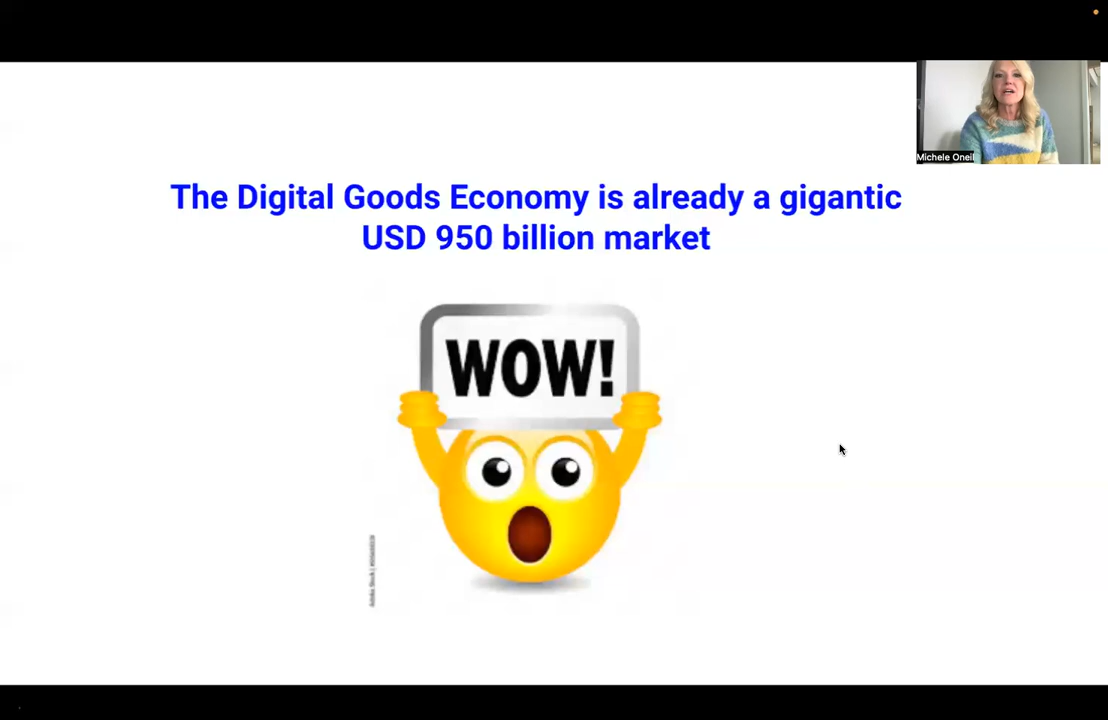 Michele Oneil
The Digital Goods Economy is already a gigantic
USD 950 billion market
WOW!